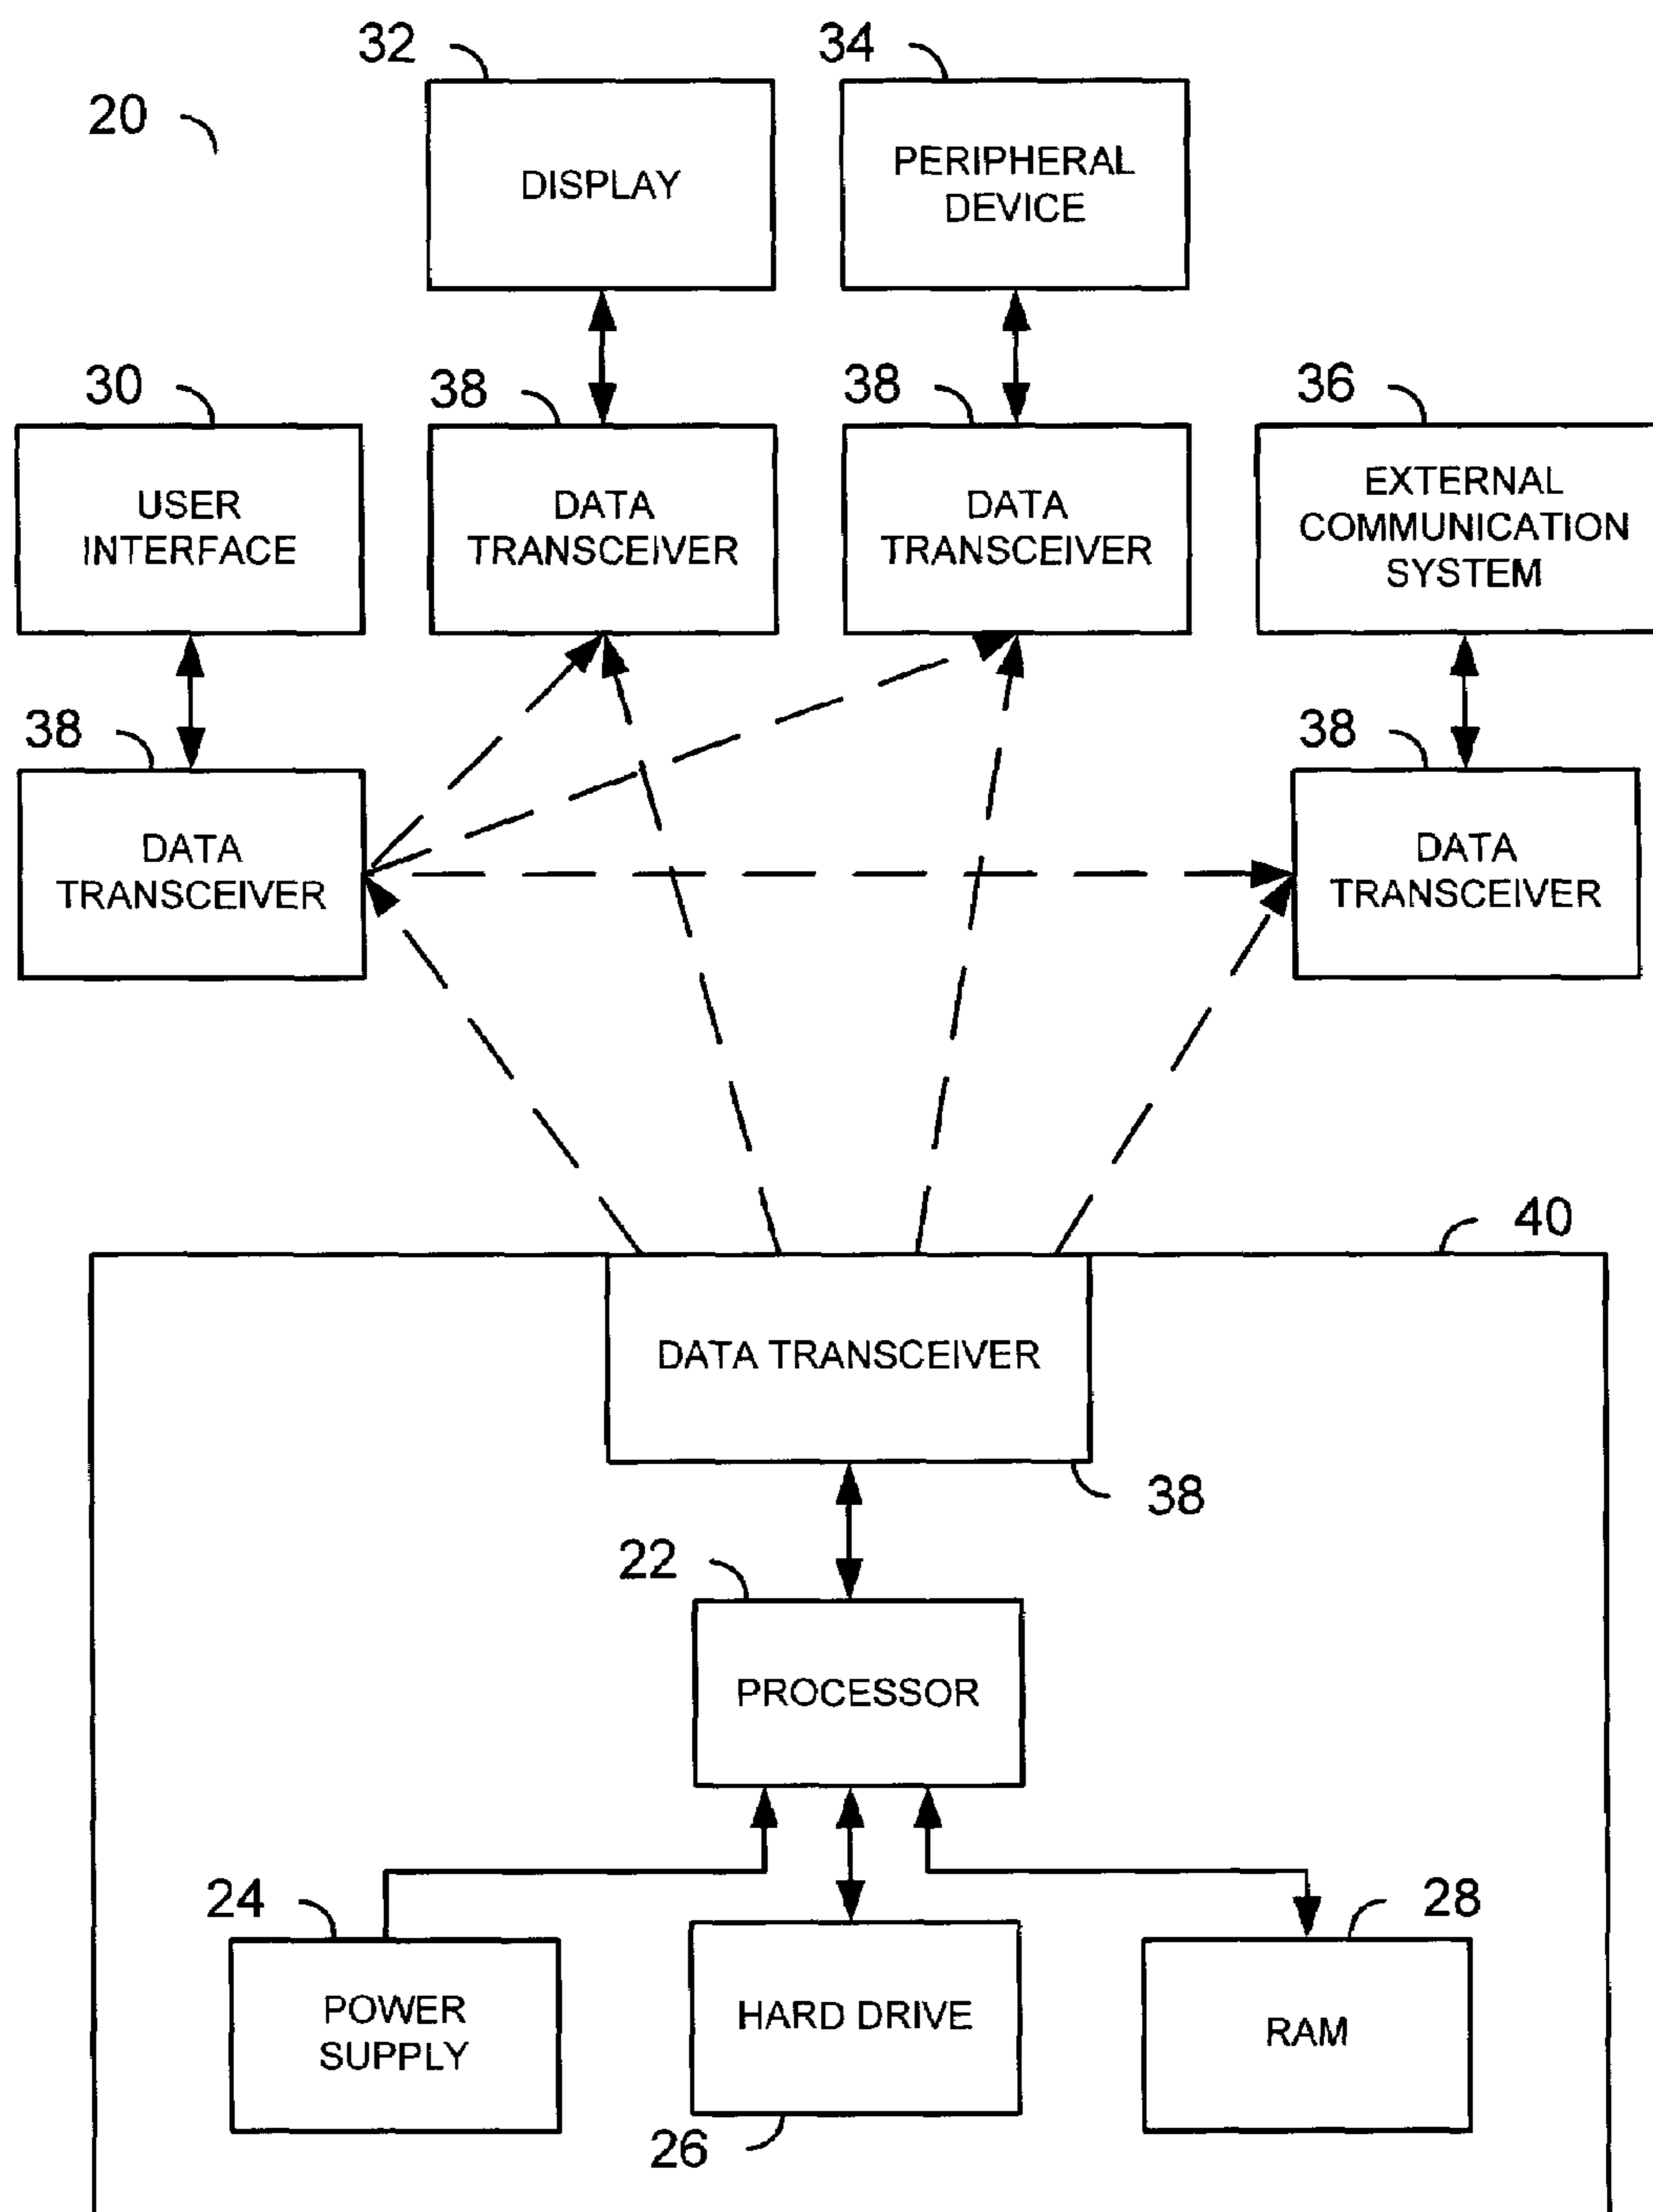 32
34
20
DISPLAY
PERIPHERAL
DEVICE
30
38
38
36
USER
INTERFACE
DATA
TRANSCEIVER
DATA
TRANSCEIVER
EXTERNAL
COMMUNICATION
SYSTEM
38
38
DATA
TRANSCEIVER
DATA
TRANSCEIVER
40
DATA TRANSCEIVER
38
22
PROCESSOR
24
28
POWER
SUPPLY
HARD DRIVE
RAM
26